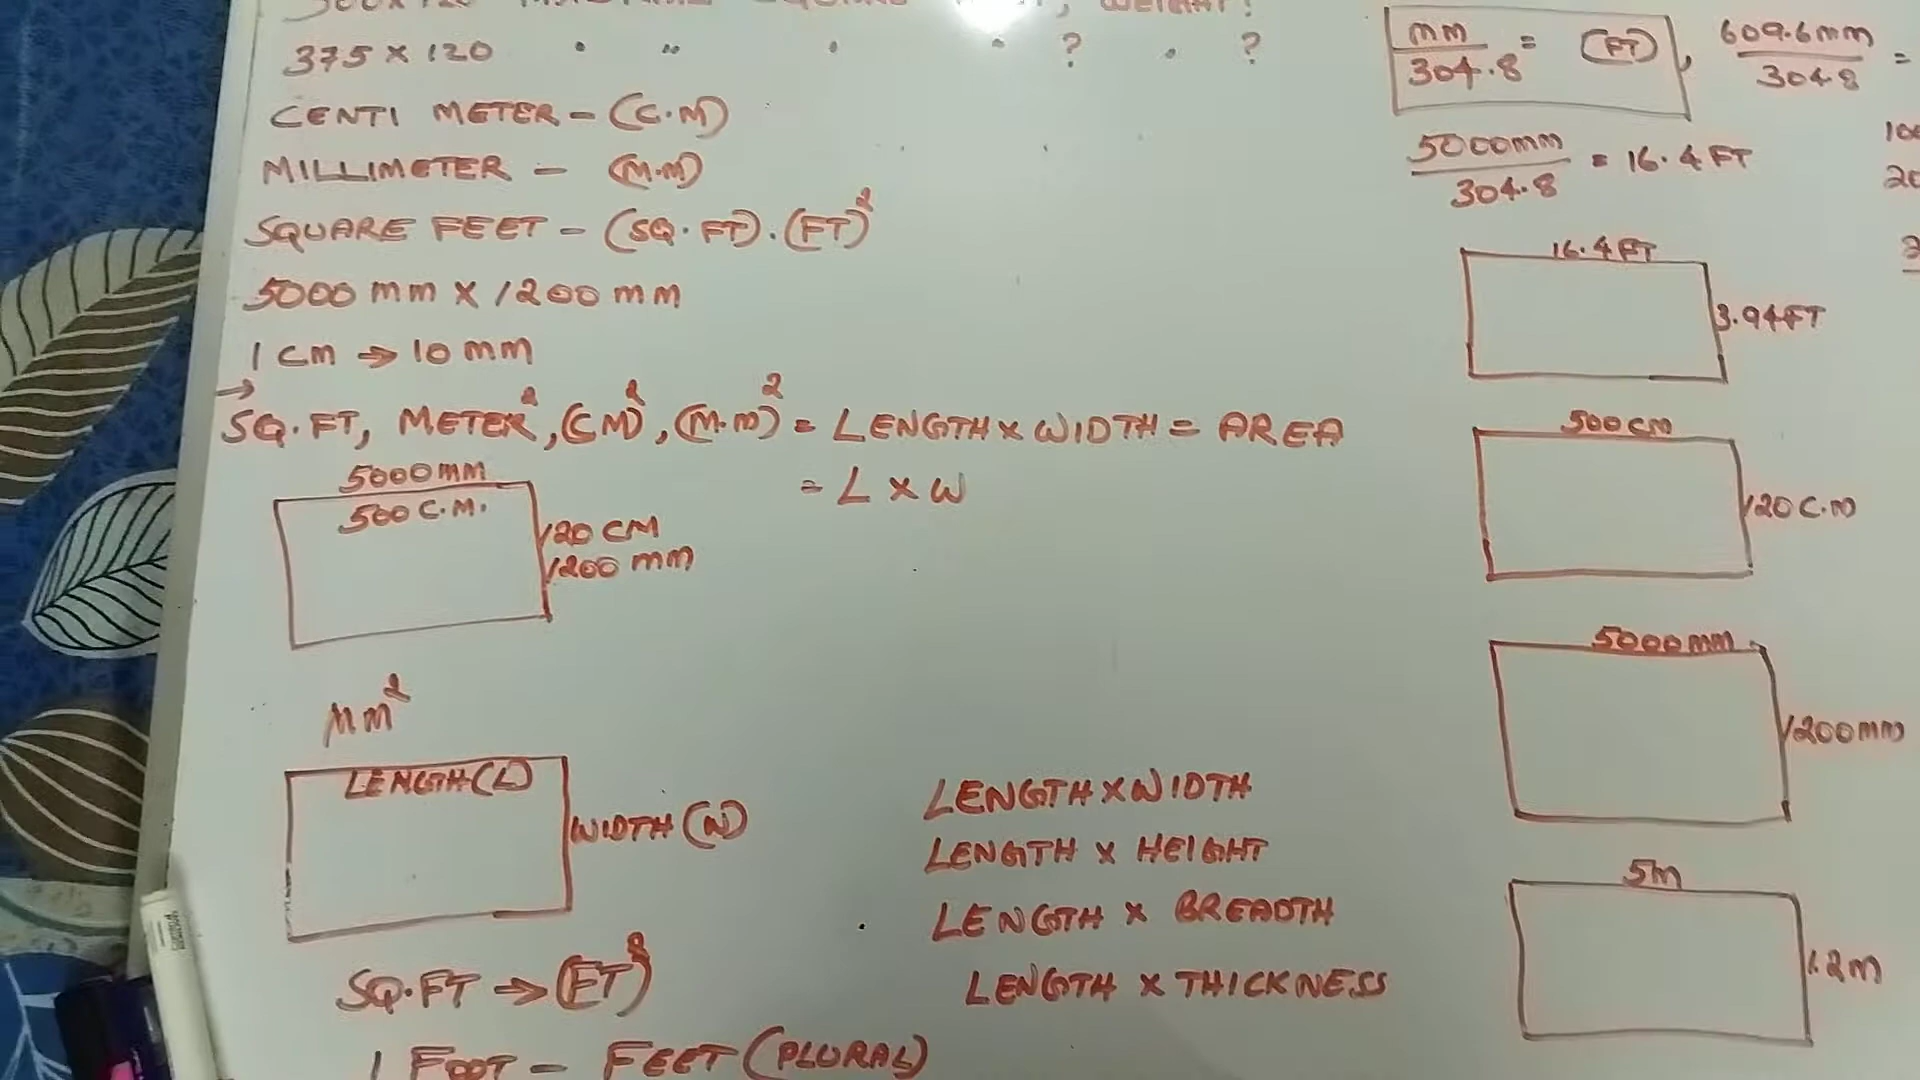 375 x 120 " " " " ? " ?
CENTI METER - (C.M)
MILLIMETER - (M.M)
SQUARE FEET - (SQ.FT).(FT)²
5000 mm x 1200 mm
1 CM → 10 mm
→
SQ.FT, METER², (CM)², (M.M)² = LENGTH x WIDTH = AREA
= L x W
5000mm
500 C.M.
120 CM
1200 mm
Mm²
LENGTH(L)
WIDTH (W)
SQ.FT → (FT)²
1 FOOT - FEET (PLURAL)
LENGTH x WIDTH
LENGTH x HEIGHT
LENGTH x BREADTH
LENGTH x THICKNESS
mm / 304.8 = (FT), 609.6mm / 304.8 =
5000mm / 304.8 = 16.4 FT
16.4 FT
3.94FT
500 CM
120 C.M
5000mm
1200mm
5m
1.2m